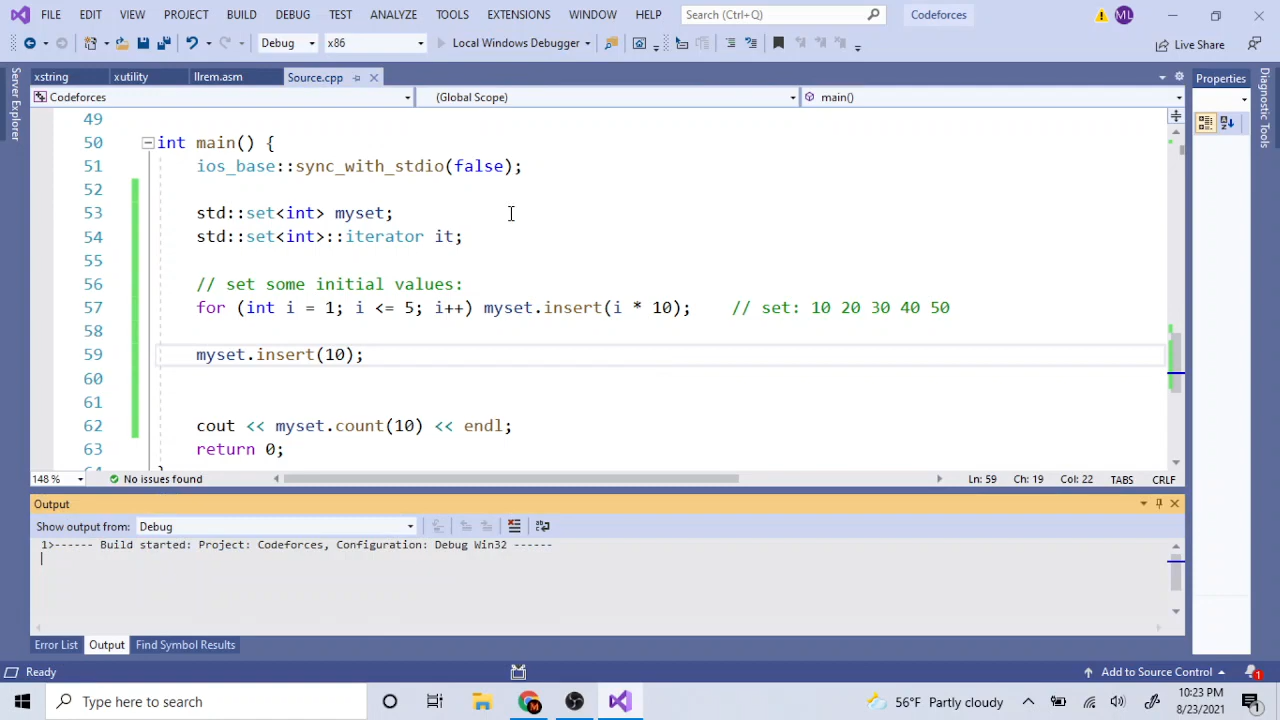 FILE EDIT VIEW PROJECT BUILD DEBUG TEST ANALYZE TOOLS EXTENSIONS WINDOW HELP Search (Ctrl+Q) Codeforces ML
Debug x86 Local Windows Debugger Live Share
xstring xutility llrem.asm Source.cpp
Codeforces (Global Scope) main()
Server Explorer
Properties
Diagnostic Tools
49
50 int main() {
51 ios_base::sync_with_stdio(false);
52
53 std::set<int> myset;
54 std::set<int>::iterator it;
55
56 // set some initial values:
57 for (int i = 1; i <= 5; i++) myset.insert(i * 10); // set: 10 20 30 40 50
58
59 myset.insert(10);
60
61
62 cout << myset.count(10) << endl;
63 return 0;
64 }
148 % No issues found Ln: 59 Ch: 19 Col: 22 TABS CRLF
Output
Show output from: Debug
1>------ Build started: Project: Codeforces, Configuration: Debug Win32 ------
Error List Output Find Symbol Results
Ready Add to Source Control 1
Type here to search M 56°F Partly cloudy 10:23 PM
8/23/2021 1